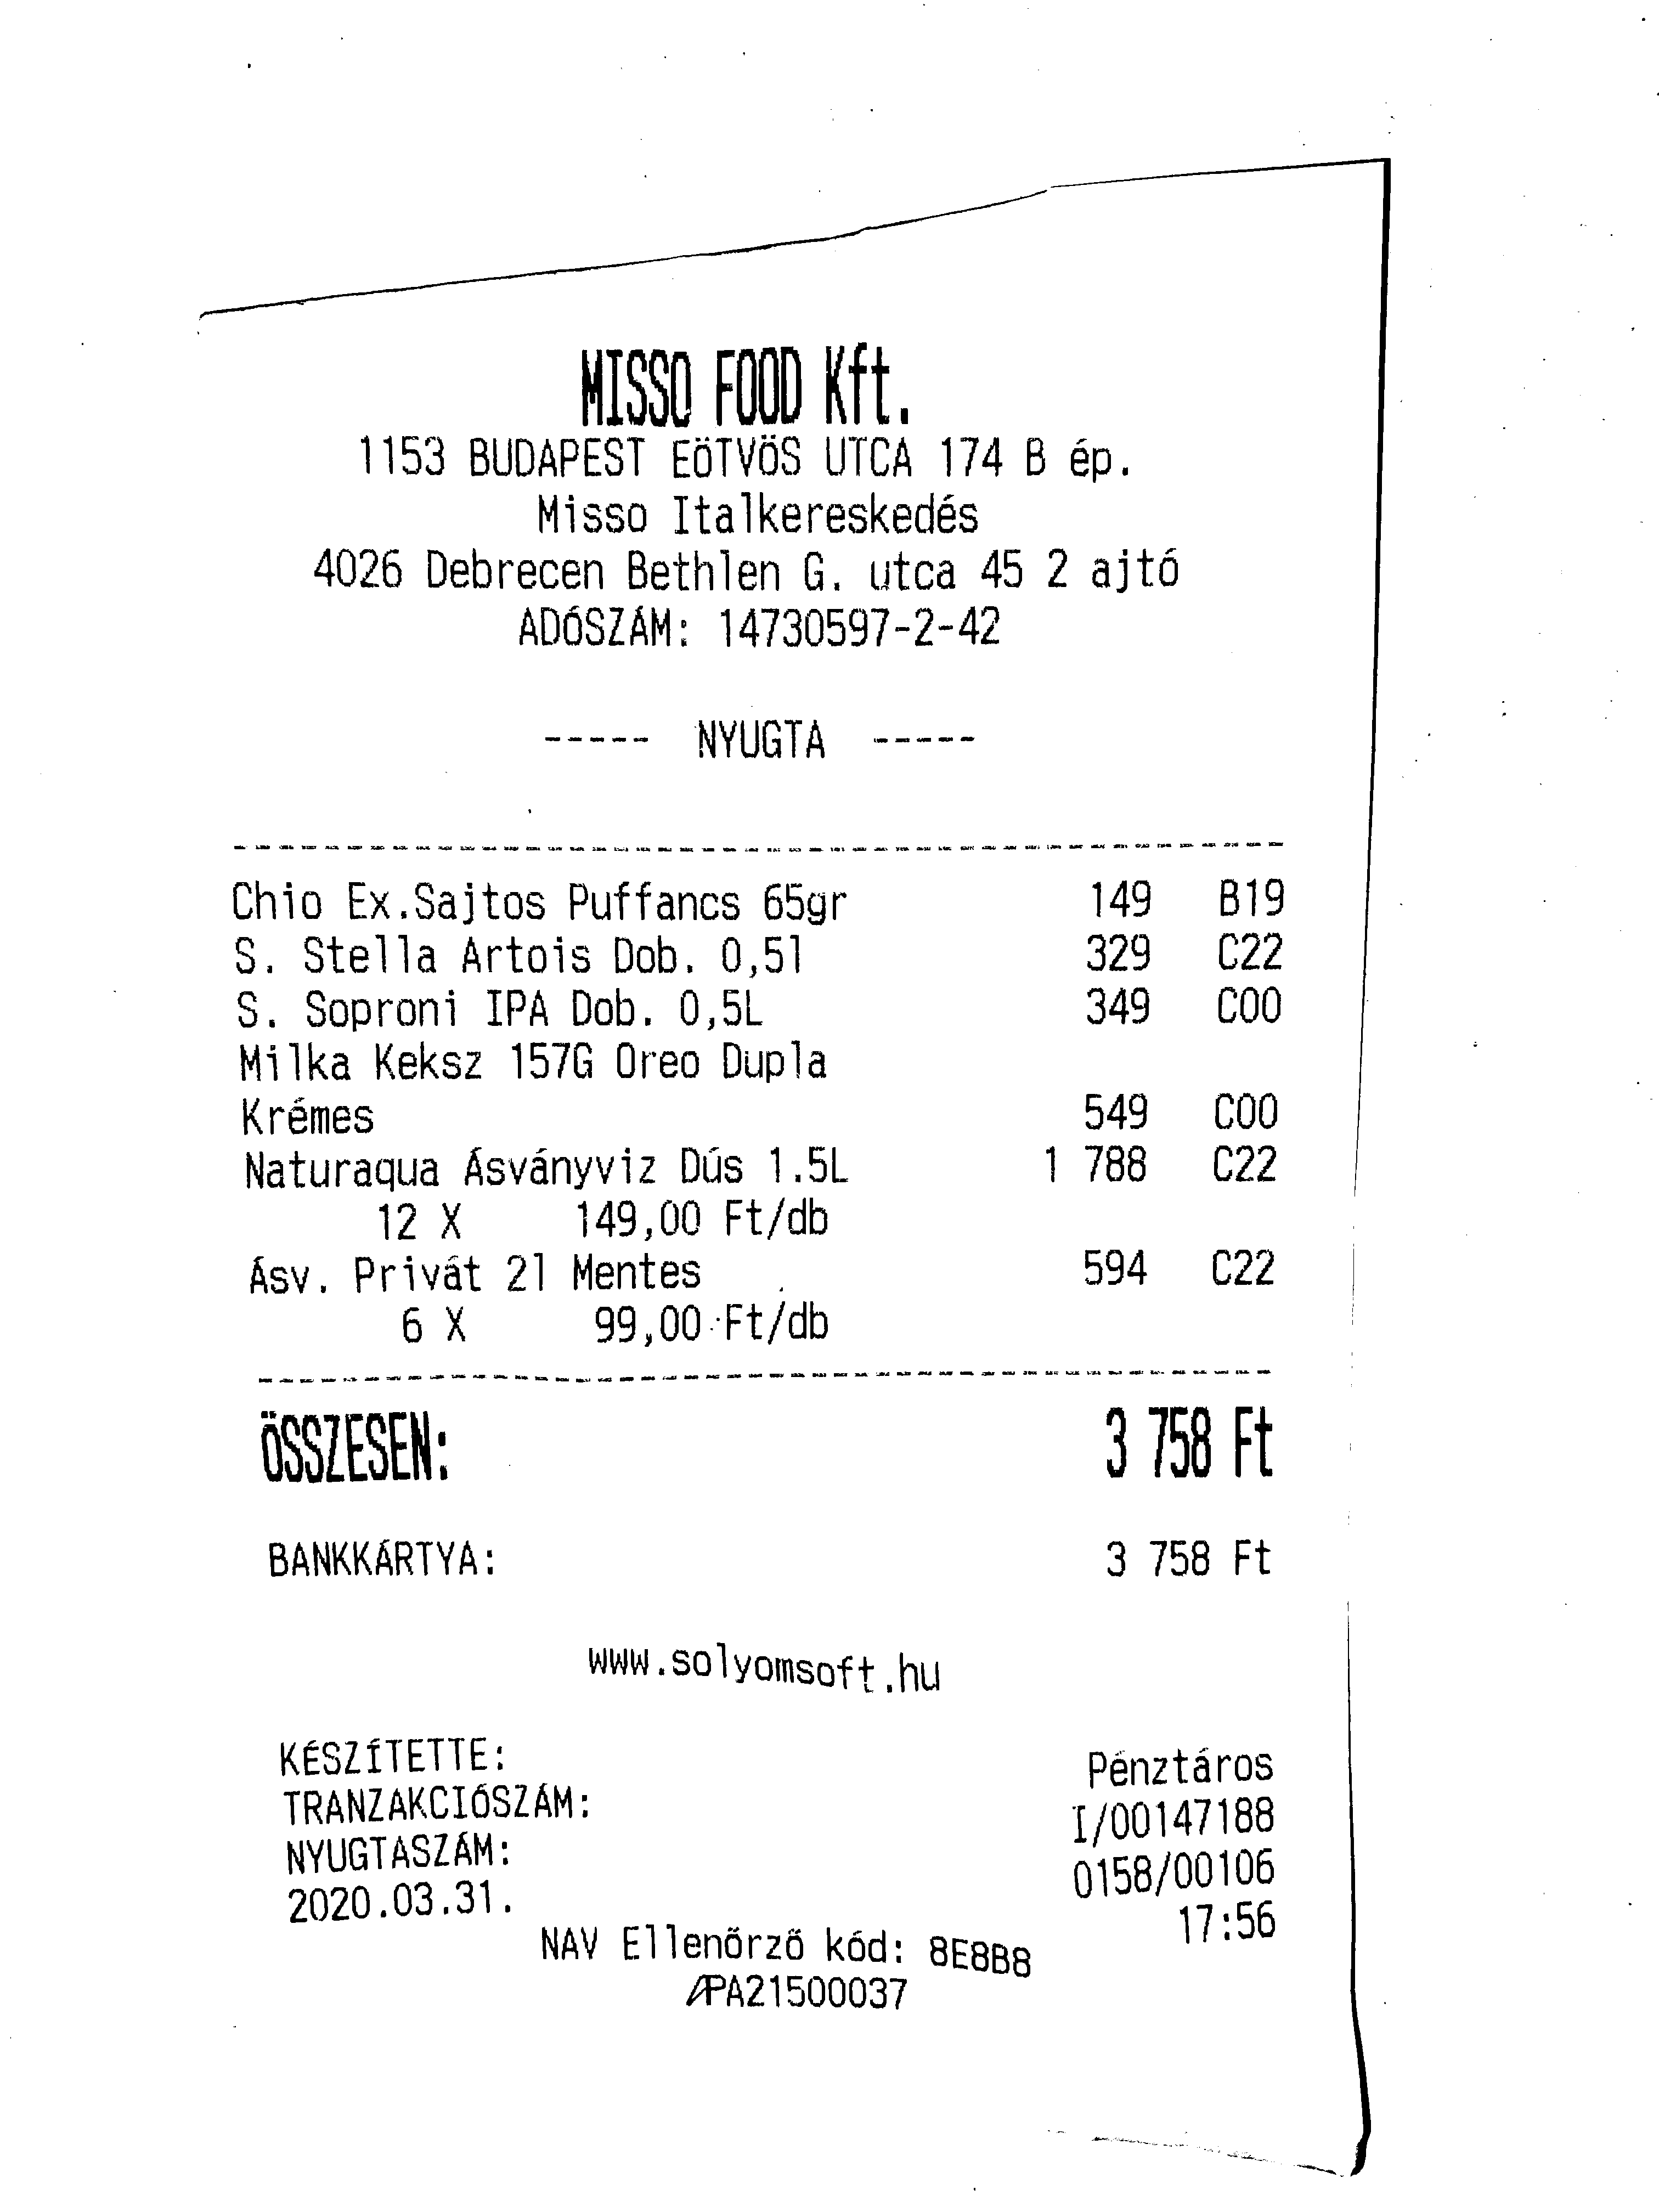 MISSO FOOD Kft.
1153 BUDAPEST EÖTVÖS UTCA 174 B ép.
Misso Italkereskedés
4026 Debrecen Bethlen G. utca 45 2 ajtó
ADÓSZÁM: 14730597-2-42
----- NYUGTA -----
Chio Ex.Sajtos Puffancs 65gr 149 B19
S. Stella Artois Dob. 0,5l 329 C22
S. Soproni IPA Dob. 0,5L 349 C00
Milka Keksz 157G Oreo Dupla
Krémes 549 C00
Naturaqua Ásványviz Dús 1.5L 1 788 C22
12 X 149,00 Ft/db
Ásv. Privát 2l Mentes 594 C22
6 X 99,00 Ft/db
ÖSSZESEN: 3 758 Ft
BANKKÁRTYA: 3 758 Ft
www.solyomsoft.hu
KÉSZÍTETTE: Pénztáros
TRANZAKCIÓSZÁM: I/00147188
NYUGTASZÁM: 0158/00106
2020.03.31. 17:56
NAV Ellenőrző kód: 8E8B8
PA21500037